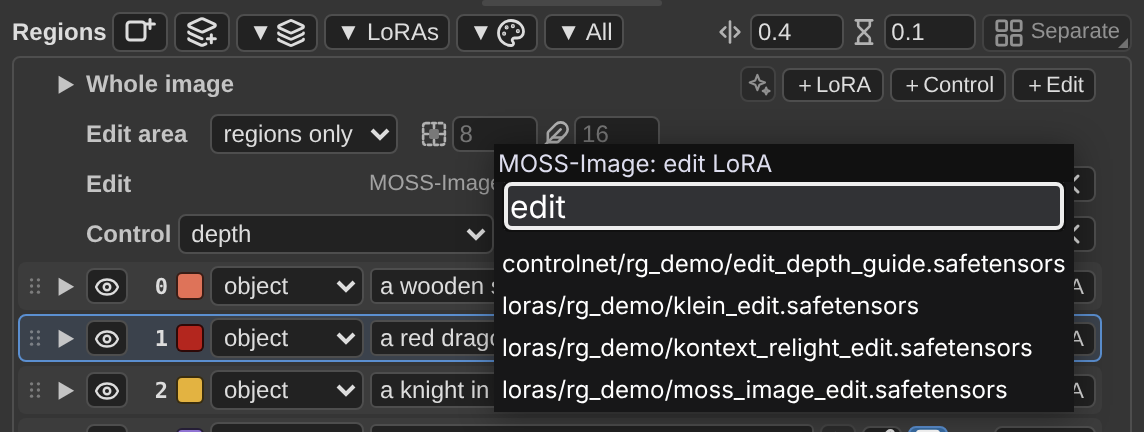 Regions ▼ ▼ LoRAs ▼ ▼ All 0.4 0.1 Separate
Whole image + LoRA + Control + Edit
Edit area regions only 8 16
MOSS-Image: edit LoRA
Edit MOSS-Image
edit
Control depth
controlnet/rg_demo/edit_depth_guide.safetensors
0 object a wooden
loras/rg_demo/klein_edit.safetensors
1 object a red
loras/rg_demo/kontext_relight_edit.safetensors
2 object a knight in
loras/rg_demo/moss_image_edit.safetensors